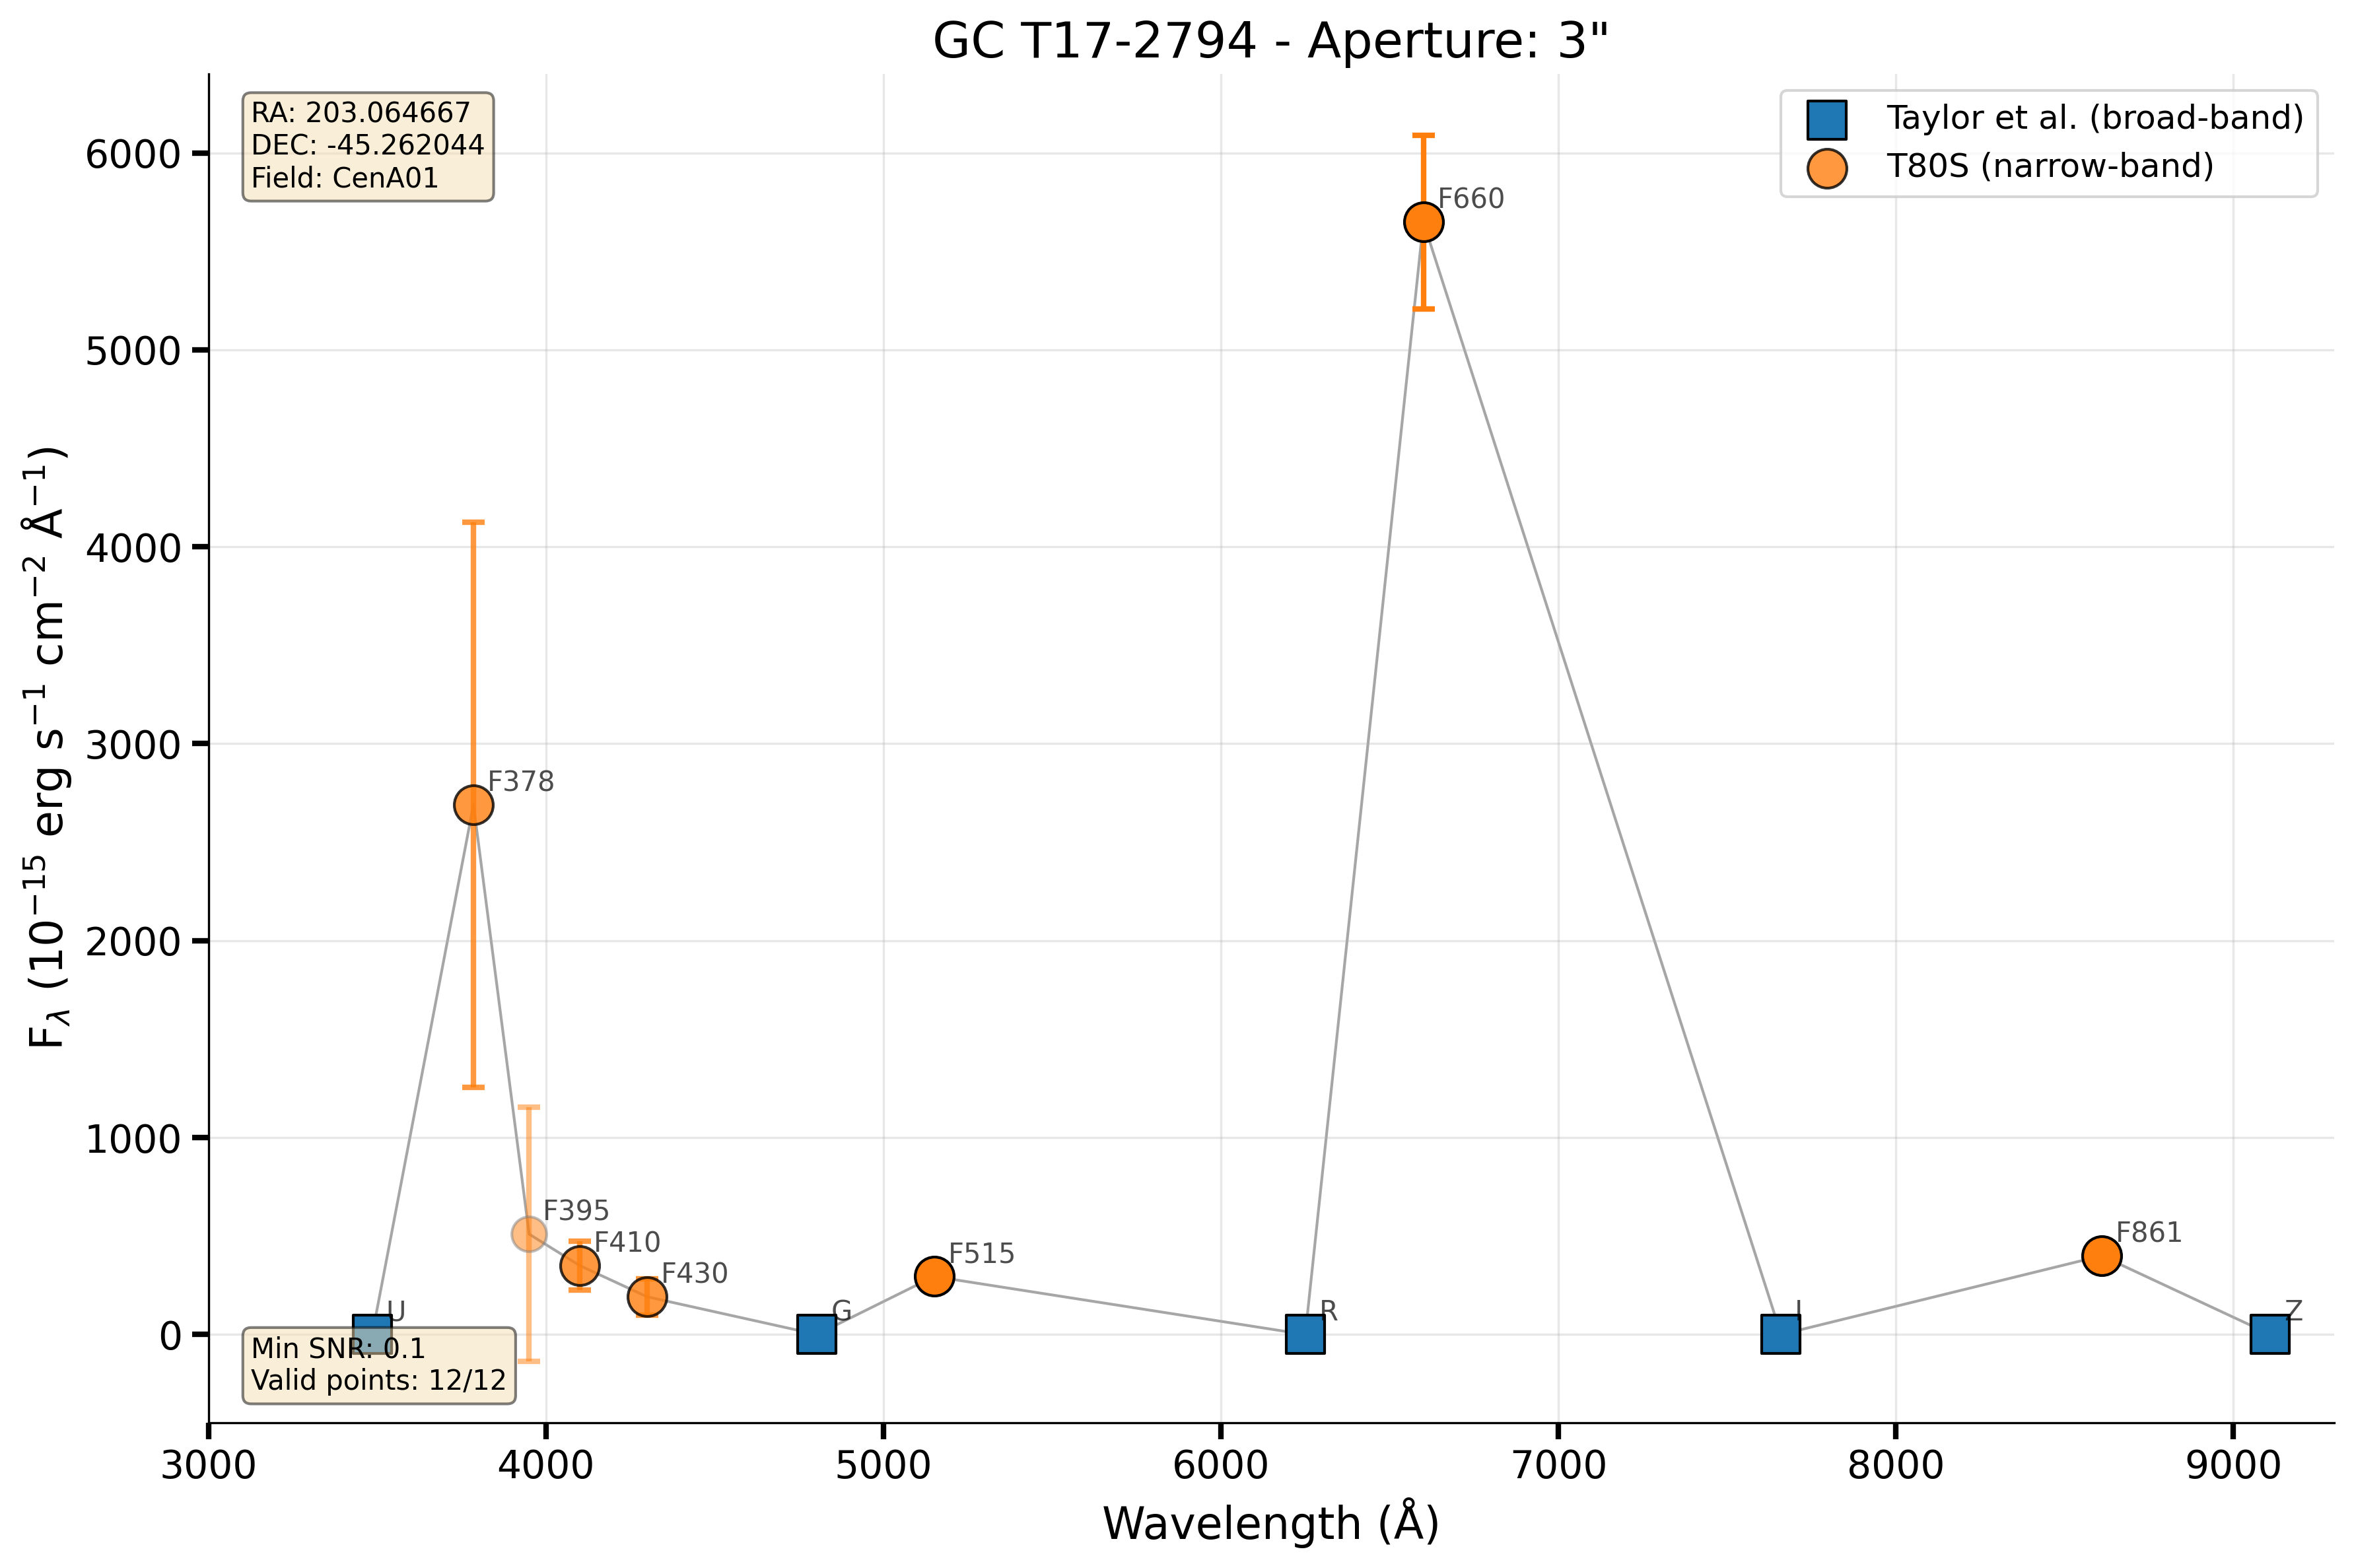 GC T17-2794 - Aperture: 3"
RA: 203.064667
DEC: -45.262044
Field: CenA01
Taylor et al. (broad-band)
T80S (narrow-band)
F660
F378
F395
F410
F430
F515
F861
U
G
R
I
Z
Min SNR: 0.1
Valid points: 12/12
6000
5000
4000
3000
2000
1000
0
F_λ (10⁻¹⁵ erg s⁻¹ cm⁻² Å⁻¹)
3000 4000 5000 6000 7000 8000 9000
Wavelength (Å)